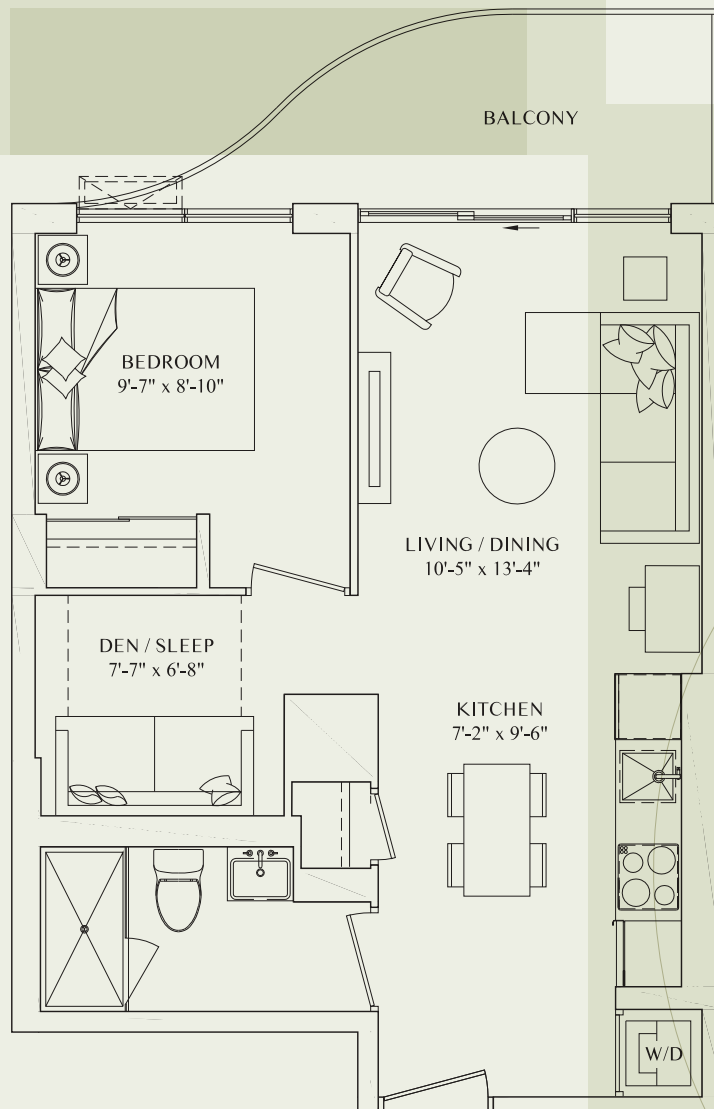 BALCONY
BEDROOM
9'-7" x 8'-10"
LIVING / DINING
10'-5" x 13'-4"
DEN / SLEEP
7'-7" x 6'-8"
KITCHEN
7'-2" x 9'-6"
W/D